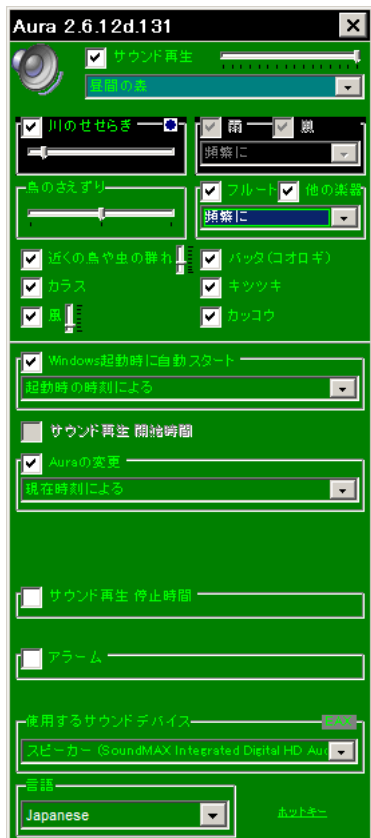 Aura 2.6.12d.131
サウンド再生
昼間の森
川のせせらぎ
雨 風
頻繁に
鳥のさえずり
フルート 他の楽器
頻繁に
近くの鳥や虫の群れ バッタ(コオロギ)
カラス キツツキ
風 カッコウ
Windows起動時に自動スタート
起動時の時刻による
サウンド再生 開始時間
Auraの変更
現在時刻による
サウンド再生 停止時間
アラーム
使用するサウンドデバイス EAX
スピーカー (SoundMAX Integrated Digital HD Aud
言語
Japanese ホットキー